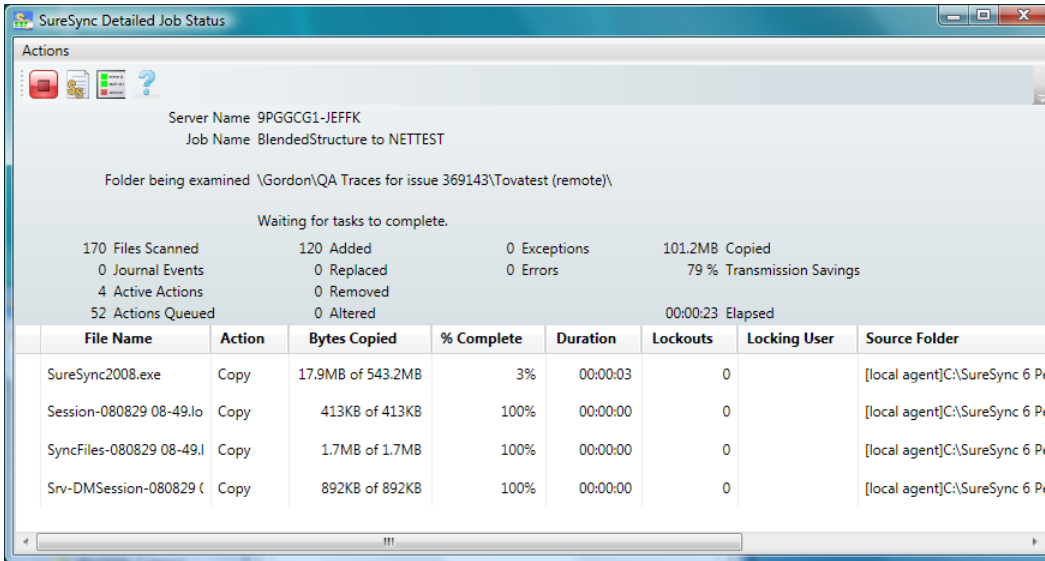 SureSync Detailed Job Status
Actions
Server Name 9PGGCG1-JEFFK
Job Name BlendedStructure to NETTEST
Folder being examined \Gordon\QA Traces for issue 369143\Tovatest (remote)\
Waiting for tasks to complete.
170 Files Scanned 120 Added 0 Exceptions 101.2MB Copied
0 Journal Events 0 Replaced 0 Errors 79 % Transmission Savings
4 Active Actions 0 Removed
52 Actions Queued 0 Altered 00:00:23 Elapsed
File Name Action Bytes Copied % Complete Duration Lockouts Locking User Source Folder
SureSync2008.exe Copy 17.9MB of 543.2MB 3% 00:00:03 0 [local agent]C:\SureSync 6 Pe
Session-080829 08-49.lo Copy 413KB of 413KB 100% 00:00:00 0 [local agent]C:\SureSync 6 Pe
SyncFiles-080829 08-49.l Copy 1.7MB of 1.7MB 100% 00:00:00 0 [local agent]C:\SureSync 6 Pe
Srv-DMSession-080829 ( Copy 892KB of 892KB 100% 00:00:00 0 [local agent]C:\SureSync 6 Pe